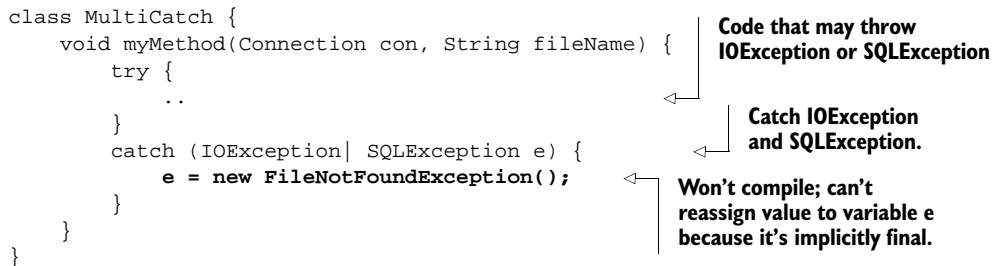 class MultiCatch {
void myMethod(Connection con, String fileName) {
try {
..
}
catch (IOException| SQLException e) {
e = new FileNotFoundException();
}
}
}
Code that may throw
IOException or SQLException
Catch IOException
and SQLException.
Won't compile; can't
reassign value to variable e
because it's implicitly final.